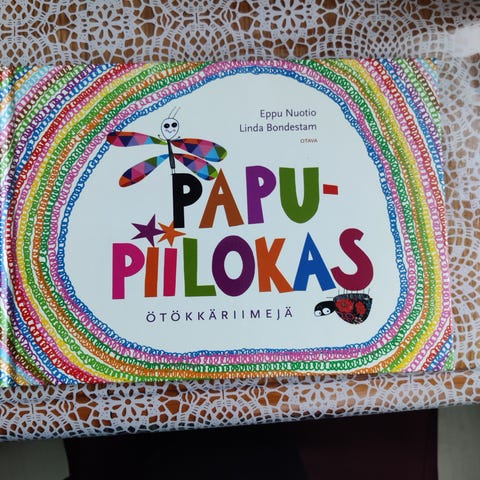 Eppu Nuotio
Linda Bondestam
OTAVA
PAPU-
PIILOKAS
ÖTÖKKÄRIIMEJÄ